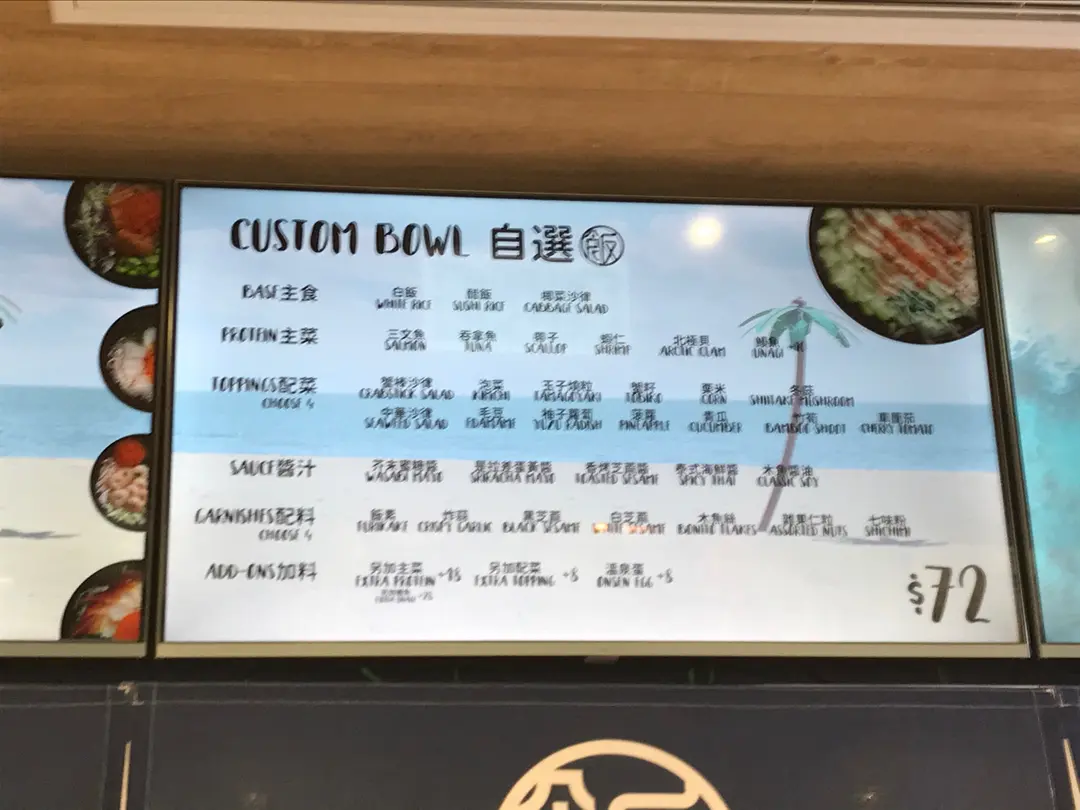 CUSTOM BOWL 自選飯
BASE主食
白飯 醋飯 椰菜沙律
WHITE RICE SUSHI RICE CABBAGE SALAD
PROTEIN主菜
三文魚 吞拿魚 帶子 蝦仁 北極貝 鰻魚
SALMON TUNA SCALLOP SHRIMP ARCTIC CLAM UNAGI
TOPPINGS配菜
CHOOSE 4
蟹棒沙律 泡菜 玉子燒粒 蟹籽 粟米 冬菇
CRABSTICK SALAD KIMCHI TAMAGOYAKI TOBIKO CORN SHIITAKE MUSHROOM
中華沙律 毛豆 柚子蘿蔔 菠蘿 青瓜 竹筍 車厘茄
SEAWEED SALAD EDAMAME YUZU RADISH PINEAPPLE CUCUMBER BAMBOO SHOOT CHERRY TOMATO
SAUCE醬汁
芥末蛋黃醬 是拉差蛋黃醬 香烤芝麻醬 泰式海鮮醬 木魚醬油
WASABI MAYO SRIRACHA MAYO TOASTED SESAME SPICY THAI CLASSIC SOY
GARNISHES配料
CHOOSE 4
飯素 炸蒜 黑芝麻 白芝麻 木魚絲 雜果仁粒 七味粉
FURIKAKE CRISPY GARLIC BLACK SESAME WHITE SESAME BONITO FLAKES ASSORTED NUTS SHICHIMI
ADD-ONS加料
另加主菜 另加配菜 溫泉蛋
EXTRA PROTEIN +18 EXTRA TOPPING +8 ONSEN EGG +8
$72